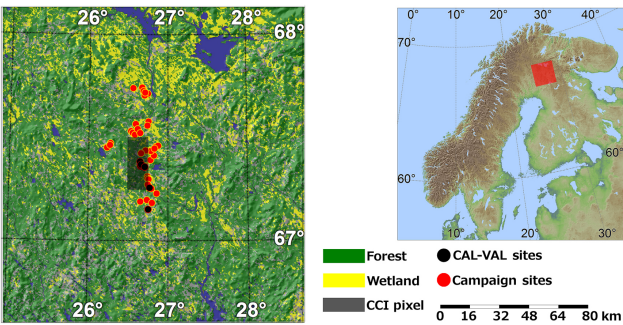 26° 27° 28°
68°
67°
26° 27° 28°
0° 10° 20° 30° 40°
70°
60°
60°
10° 20° 30°
Forest
Wetland
CCI pixel
CAL-VAL sites
Campaign sites
0 16 32 48 64 80 km